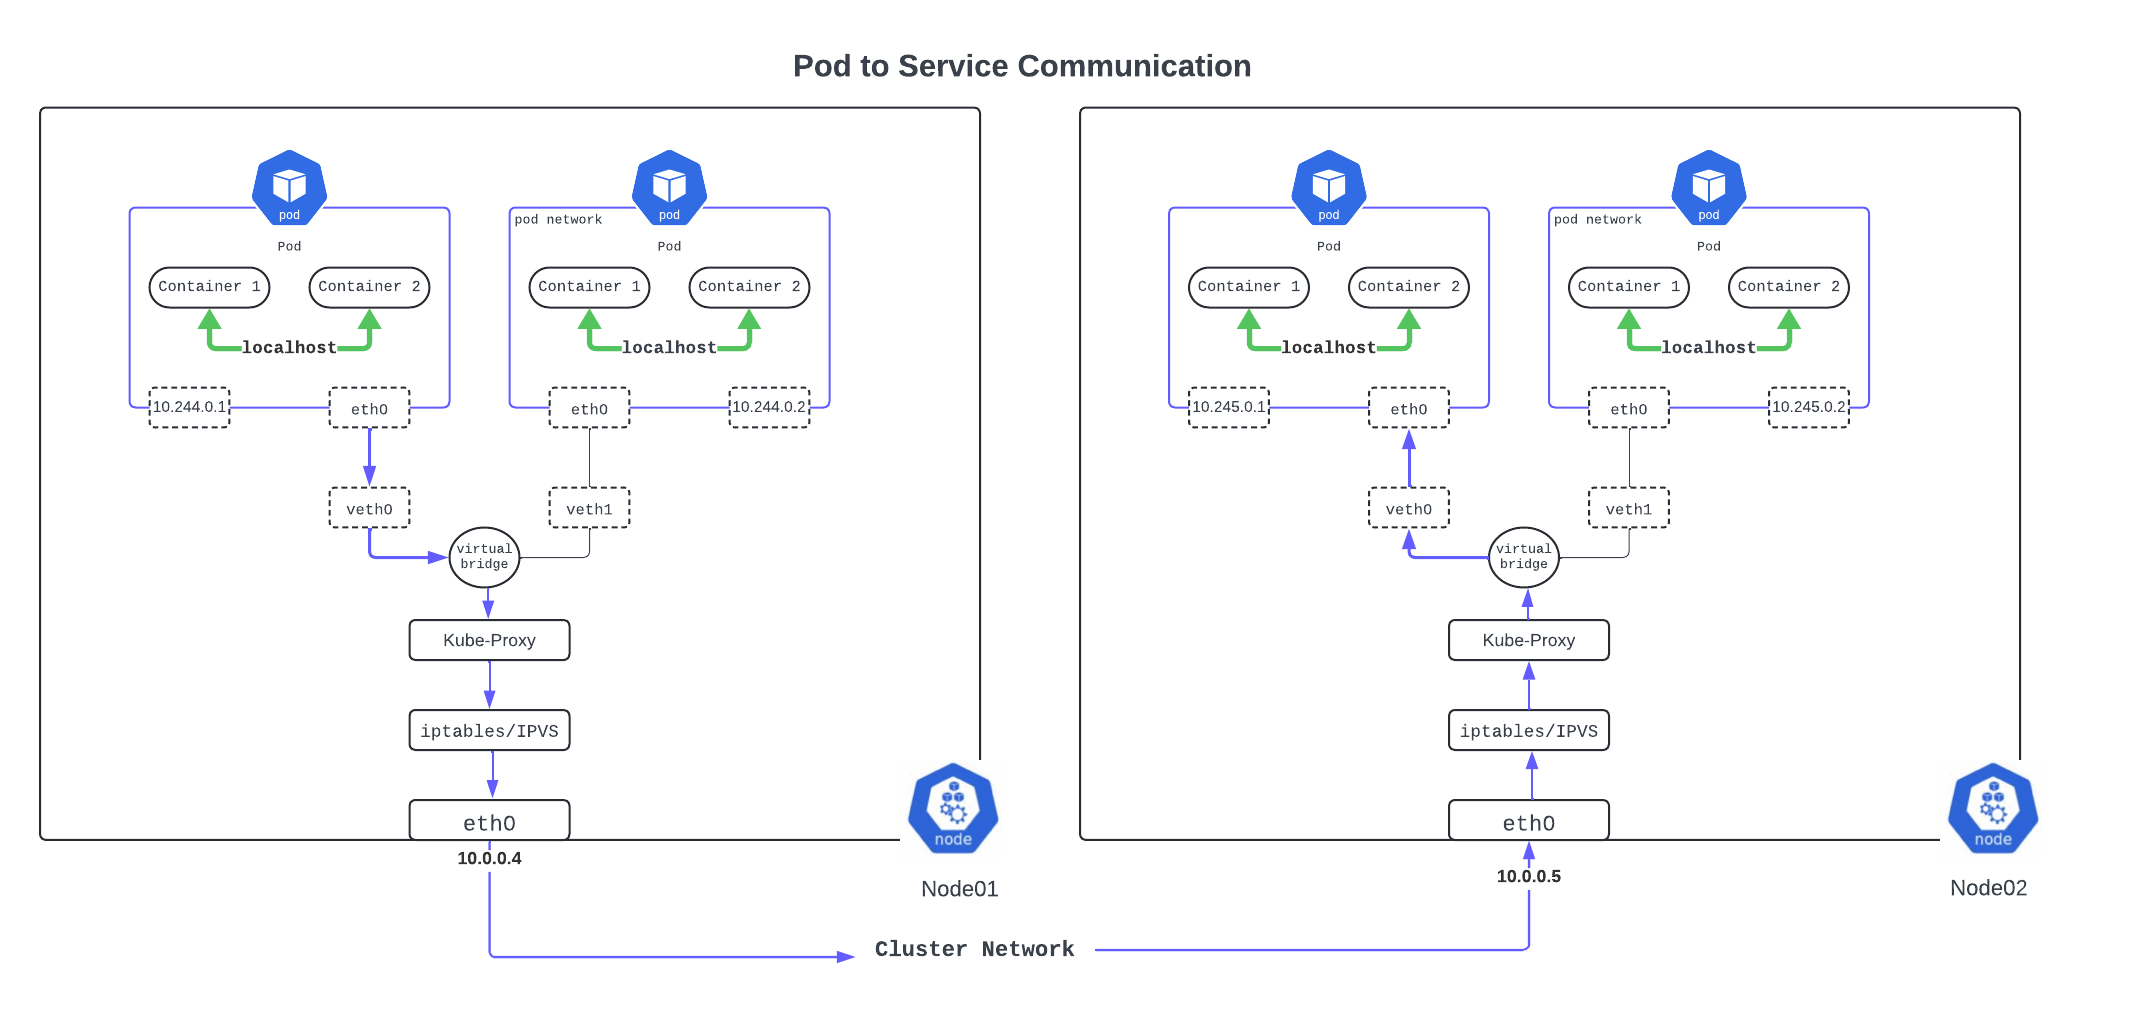 Pod to Service Communication
pod
pod network
pod
Pod
Pod
Container 1
Container 2
Container 1
Container 2
localhost
localhost
10.244.0.1
eth0
eth0
10.244.0.2
veth0
veth1
virtual
bridge
Kube-Proxy
iptables/IPVS
eth0
node
10.0.0.4
Node01
pod
pod network
pod
Pod
Pod
Container 1
Container 2
Container 1
Container 2
localhost
localhost
10.245.0.1
eth0
eth0
10.245.0.2
veth0
veth1
virtual
bridge
Kube-Proxy
iptables/IPVS
eth0
node
10.0.0.5
Node02
Cluster Network